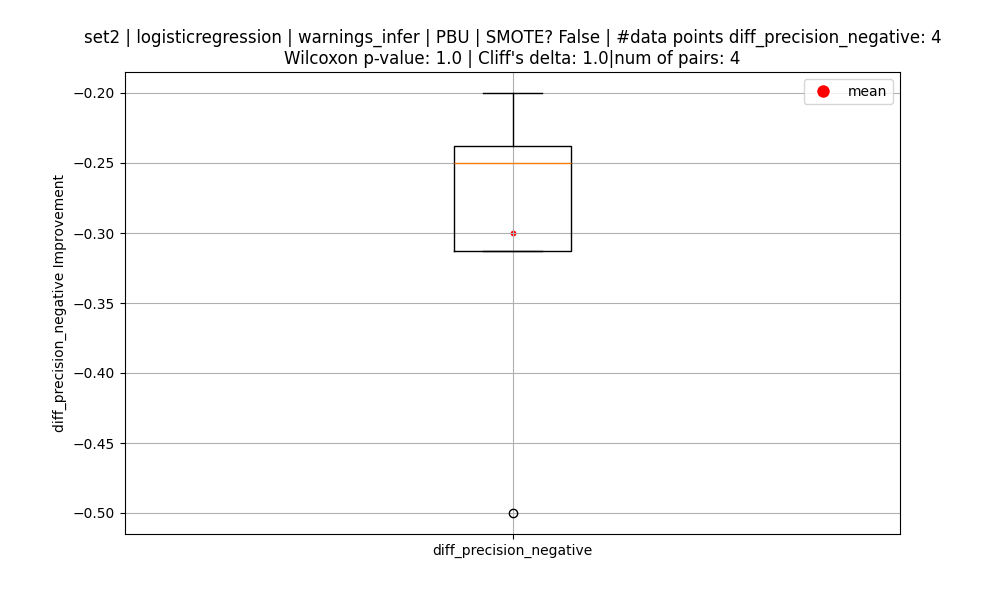 set2 | logisticregression | warnings_infer | PBU | SMOTE? False | #data points diff_precision_negative: 4
Wilcoxon p-value: 1.0 | Cliff's delta: 1.0|num of pairs: 4
mean
−0.20
−0.25
−0.30
−0.35
−0.40
−0.45
−0.50
diff_precision_negative Improvement
diff_precision_negative